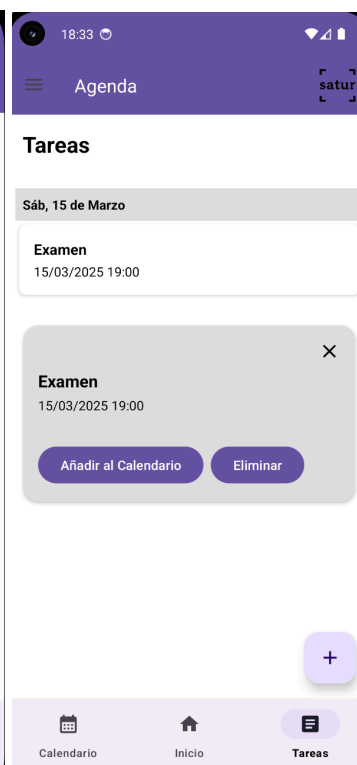 18:33
Agenda
satur
Tareas
Sáb, 15 de Marzo
Examen
15/03/2025 19:00
Examen
15/03/2025 19:00
Añadir al Calendario
Eliminar
Calendario
Inicio
Tareas